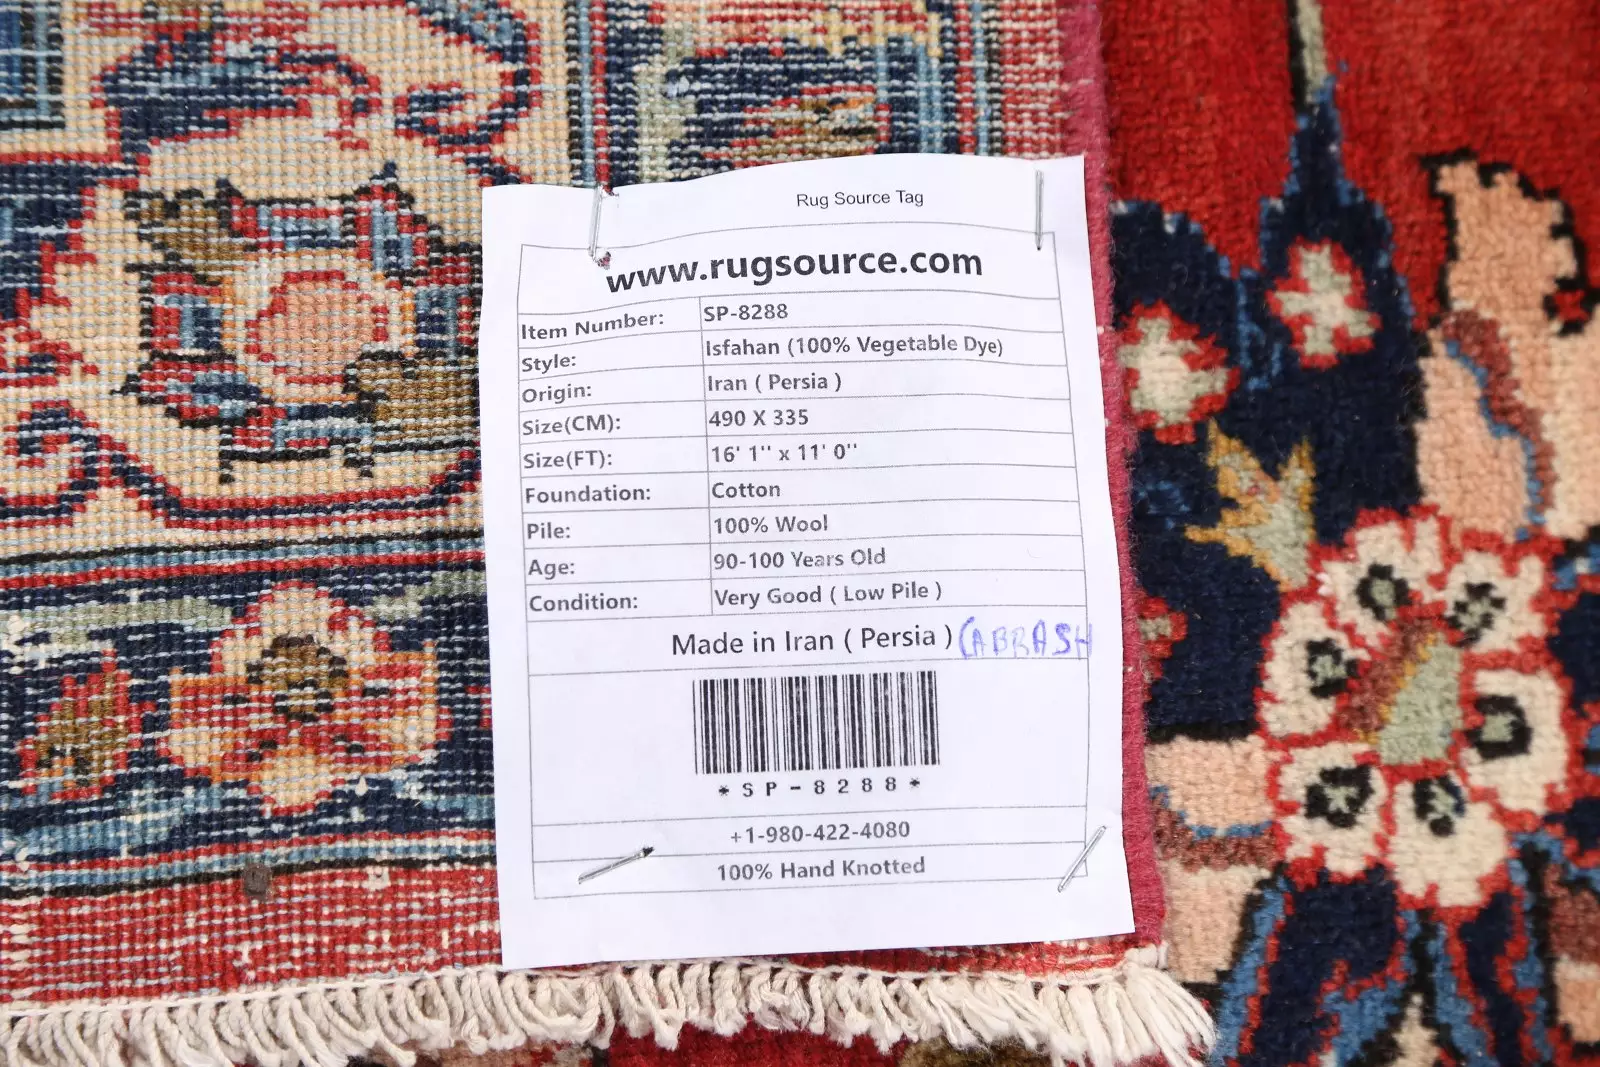 Rug Source Tag
www.rugsource.com
Item Number: SP-8288
Style: Isfahan (100% Vegetable Dye)
Origin: Iran ( Persia )
Size(CM): 490 X 335
Size(FT): 16' 1'' x 11' 0''
Foundation: Cotton
Pile: 100% Wool
Age: 90-100 Years Old
Condition: Very Good ( Low Pile )
Made in Iran ( Persia ) (ABRASH
*SP-8288*
+1-980-422-4080
100% Hand Knotted